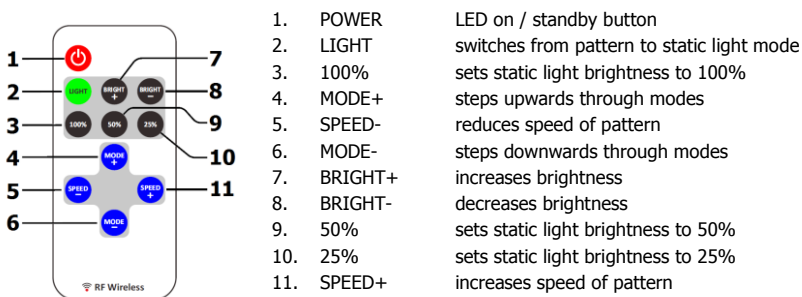 1. POWER LED on / standby button
2. LIGHT switches from pattern to static light mode
3. 100% sets static light brightness to 100%
4. MODE+ steps upwards through modes
5. SPEED- reduces speed of pattern
6. MODE- steps downwards through modes
7. BRIGHT+ increases brightness
8. BRIGHT- decreases brightness
9. 50% sets static light brightness to 50%
10. 25% sets static light brightness to 25%
11. SPEED+ increases speed of pattern
1
7
2
LIGHT
BRIGHT
+
BRIGHT
−
8
3
100%
50%
25%
9
4
MODE
+
10
5
SPEED
−
SPEED
+
11
6
MODE
−
RF Wireless